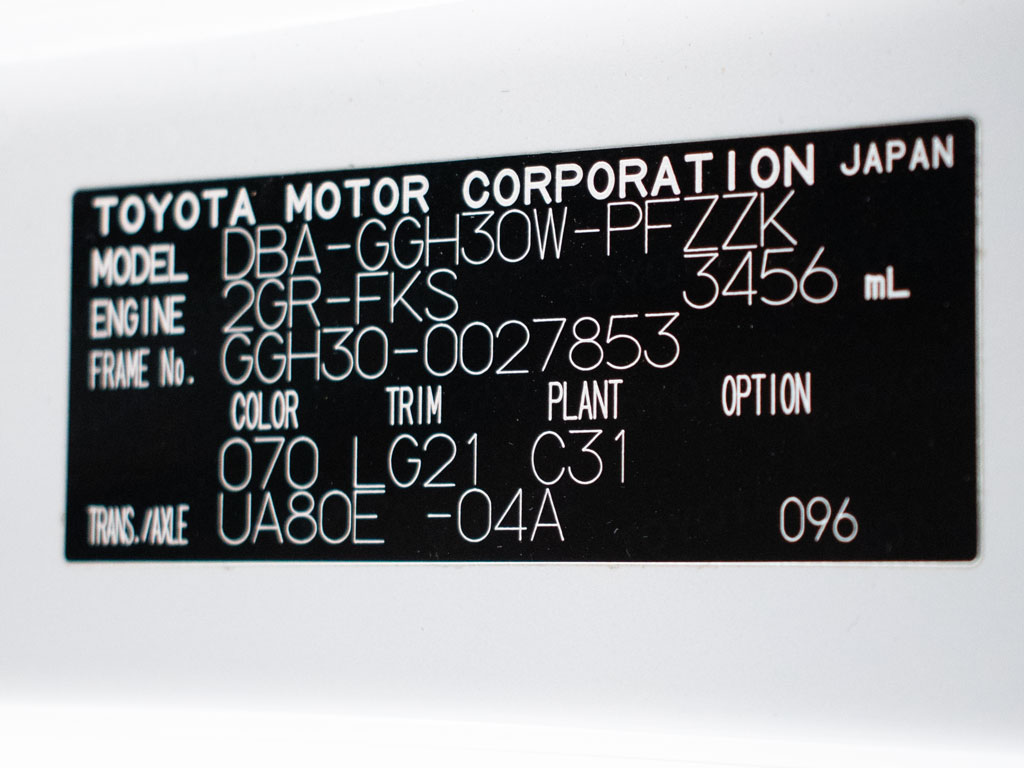 TOYOTA MOTOR CORPORATION JAPAN
MODEL DBA-GGH30W-PFZZK
ENGINE 2GR-FKS 3456 mL
FRAME No. GGH30-0027853
COLOR TRIM PLANT OPTION
070 LG21 C31
TRANS./AXLE UA80E -04A 096